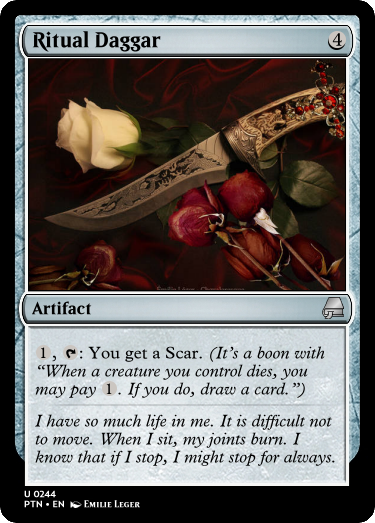 Ritual Daggar 4
Artifact
1, T: You get a Scar. (It's a boon with
"When a creature you control dies, you
may pay 1. If you do, draw a card.")
I have so much life in me. It is difficult not
to move. When I sit, my joints burn. I
know that if I stop, I might stop for always.
U 0244
PTN • EN Emilie Leger